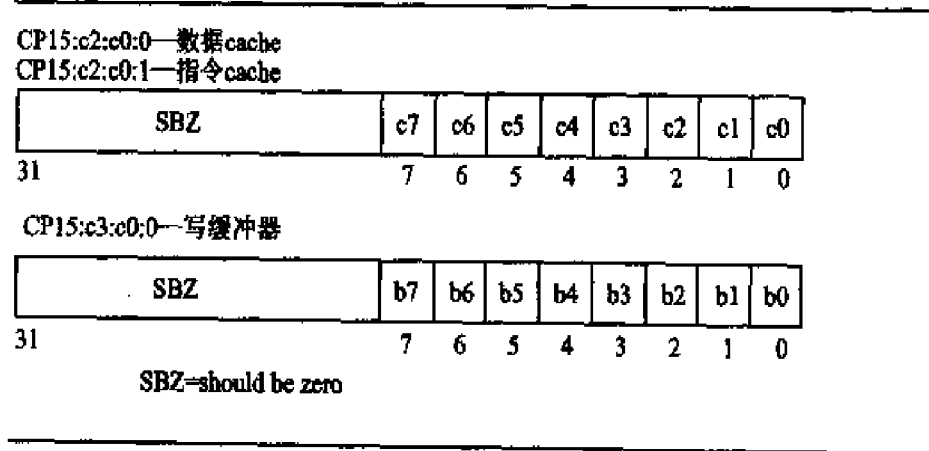 CP15:c2:c0:0—数据cache
CP15:c2:c0:1—指令cache
SBZ c7 c6 c5 c4 c3 c2 c1 c0
31 7 6 5 4 3 2 1 0
CP15:c3:c0:0—写缓冲器
SBZ b7 b6 b5 b4 b3 b2 b1 b0
31 7 6 5 4 3 2 1 0
SBZ=should be zero